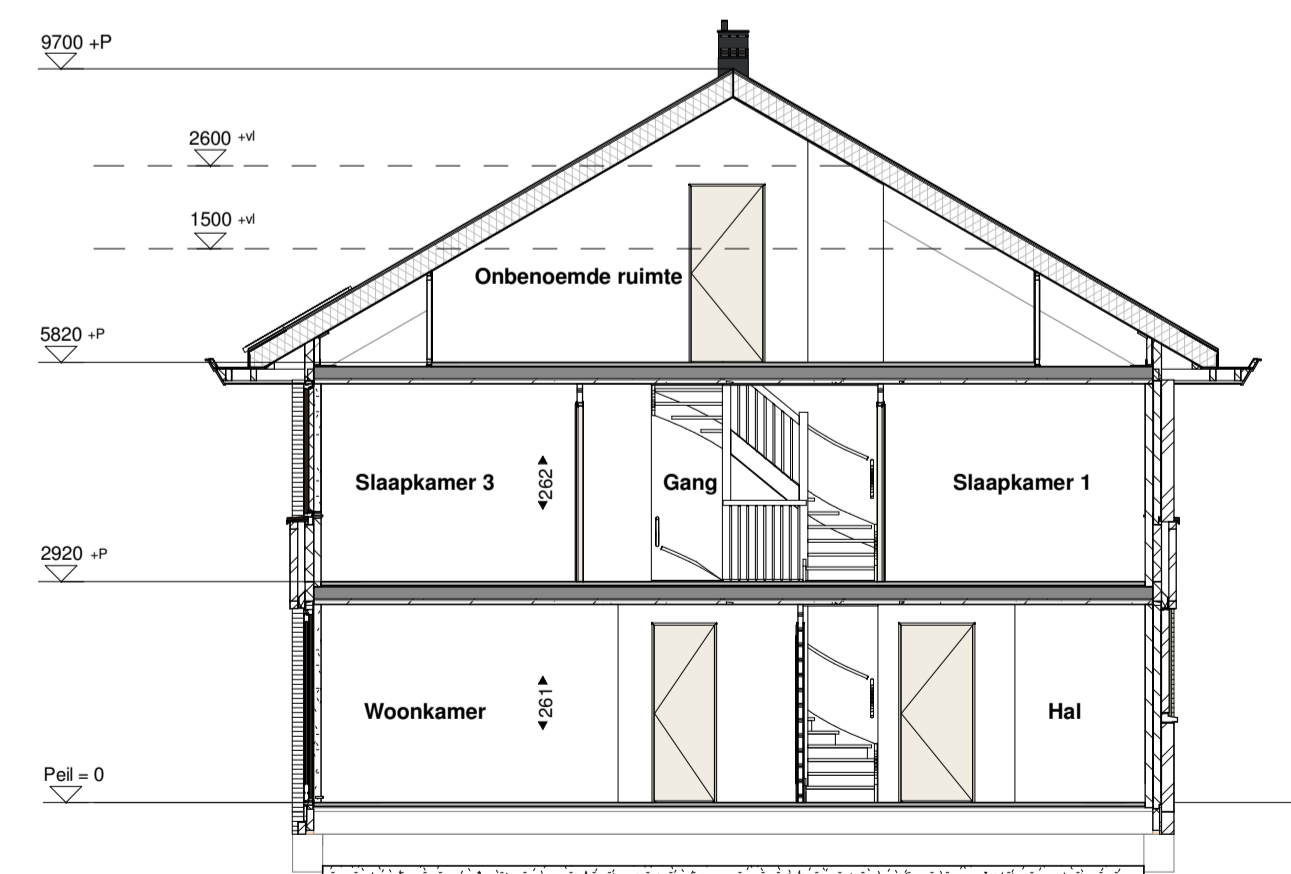 9700 +P
2600 +vl
1500 +vl
Onbenoemde ruimte
5820 +P
Slaapkamer 3
◄262►
Gang
Slaapkamer 1
2920 +P
Woonkamer
◄261►
Hal
Peil = 0